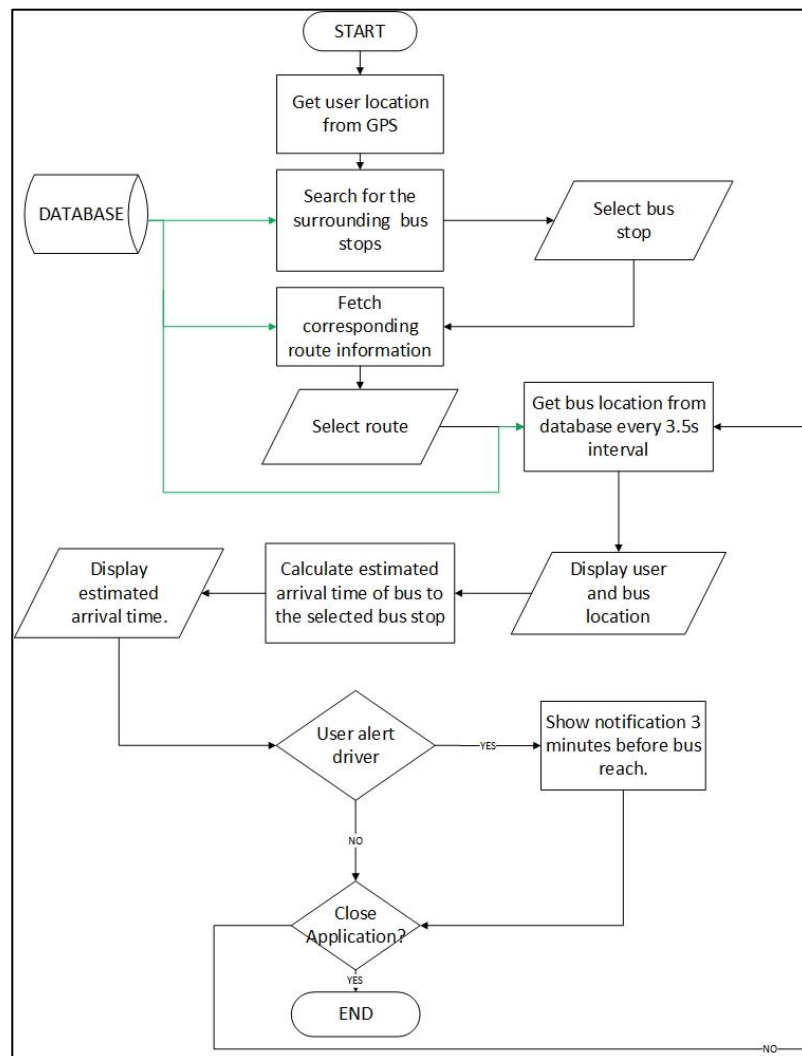 START
Get user location
from GPS
DATABASE
Search for the
surrounding bus
stops
Select bus
stop
Fetch
corresponding
route information
Select route
Get bus location from
database every 3.5s
interval
Display
estimated
arrival time.
Calculate estimated
arrival time of bus to
the selected bus stop
Display user
and bus
location
User alert
driver
YES
Show notification 3
minutes before bus
reach.
NO
Close
Application?
YES
END
NO